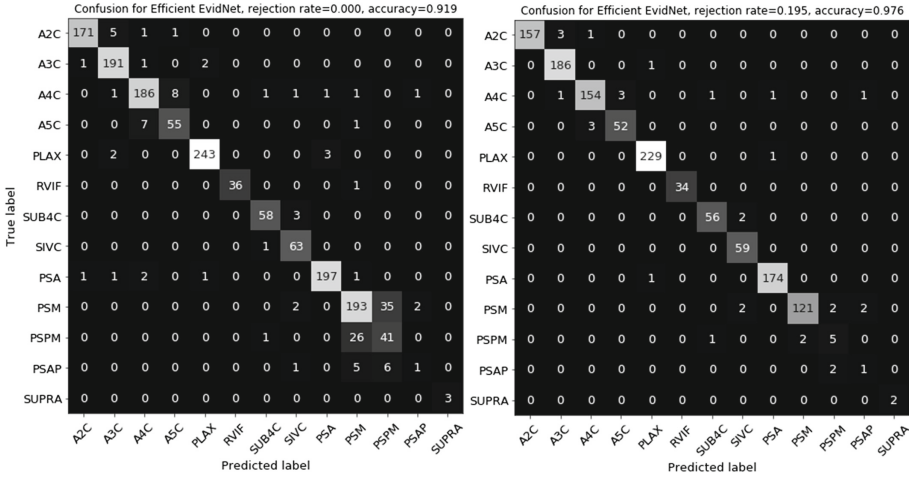 Confusion for Efficient EvidNet, rejection rate=0.000, accuracy=0.919
True label
A2C 171 5 1 1 0 0 0 0 0 0 0 0 0
A3C 1 191 1 0 2 0 0 0 0 0 0 0 0
A4C 0 1 186 8 0 0 1 1 1 1 0 1 0
A5C 0 0 7 55 0 0 0 0 0 1 0 0 0
PLAX 0 2 0 0 243 0 0 0 3 0 0 0 0
RVIF 0 0 0 0 0 36 0 0 0 1 0 0 0
SUB4C 0 0 0 0 0 0 58 3 0 0 0 0 0
SIVC 0 0 0 0 0 0 1 63 0 0 0 0 0
PSA 1 1 2 0 1 0 0 0 197 1 0 0 0
PSM 0 0 0 0 0 0 0 2 0 193 35 2 0
PSPM 0 0 0 0 0 0 1 0 0 26 41 0 0
PSAP 0 0 0 0 0 0 0 1 0 5 6 1 0
SUPRA 0 0 0 0 0 0 0 0 0 0 0 0 3
A2C A3C A4C A5C PLAX RVIF SUB4C SIVC PSA PSM PSPM PSAP SUPRA
Predicted label
Confusion for Efficient EvidNet, rejection rate=0.195, accuracy=0.976
A2C 157 3 1 0 0 0 0 0 0 0 0 0 0
A3C 0 186 0 0 1 0 0 0 0 0 0 0 0
A4C 0 1 154 3 0 0 1 0 1 0 0 1 0
A5C 0 0 3 52 0 0 0 0 0 0 0 0 0
PLAX 0 0 0 0 229 0 0 0 1 0 0 0 0
RVIF 0 0 0 0 0 34 0 0 0 0 0 0 0
SUB4C 0 0 0 0 0 0 56 2 0 0 0 0 0
SIVC 0 0 0 0 0 0 0 59 0 0 0 0 0
PSA 0 0 0 0 1 0 0 0 174 0 0 0 0
PSM 0 0 0 0 0 0 0 2 0 121 2 2 0
PSPM 0 0 0 0 0 0 1 0 0 2 5 0 0
PSAP 0 0 0 0 0 0 0 0 0 0 2 1 0
SUPRA 0 0 0 0 0 0 0 0 0 0 0 0 2
A2C A3C A4C A5C PLAX RVIF SUB4C SIVC PSA PSM PSPM PSAP SUPRA
Predicted label